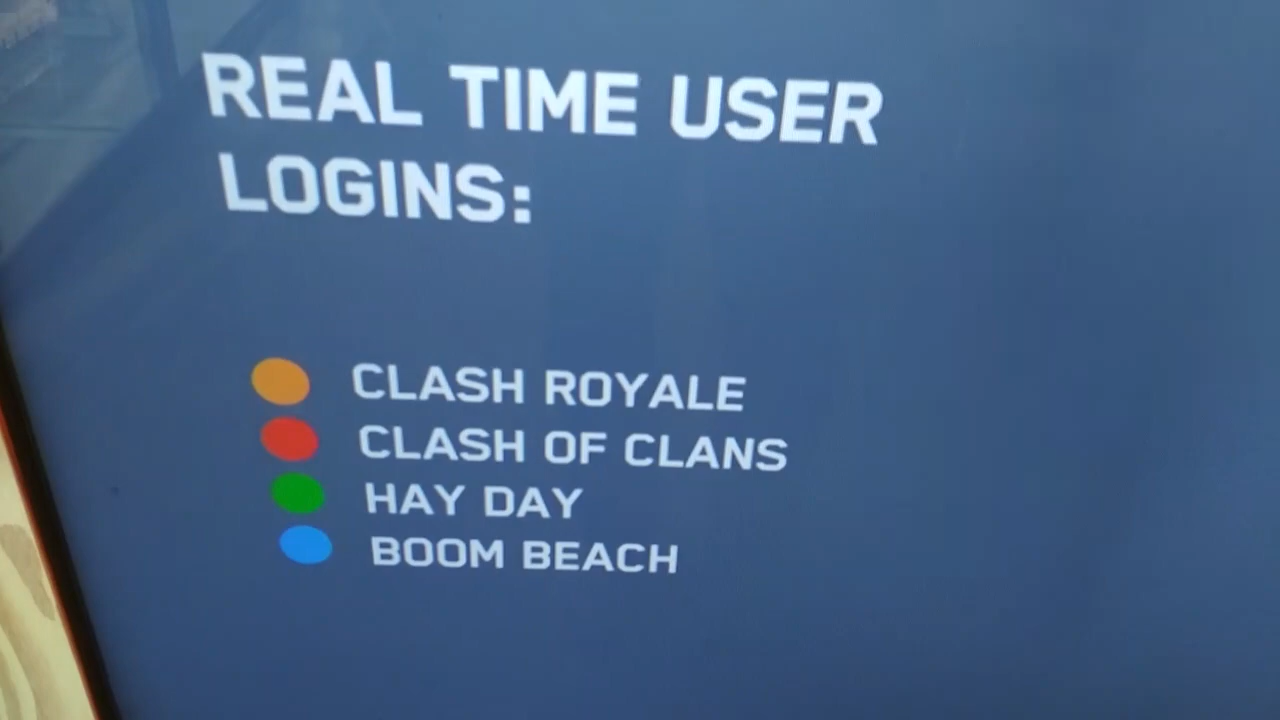 REAL TIME USER
LOGINS:
CLASH ROYALE
CLASH OF CLANS
HAY DAY
BOOM BEACH